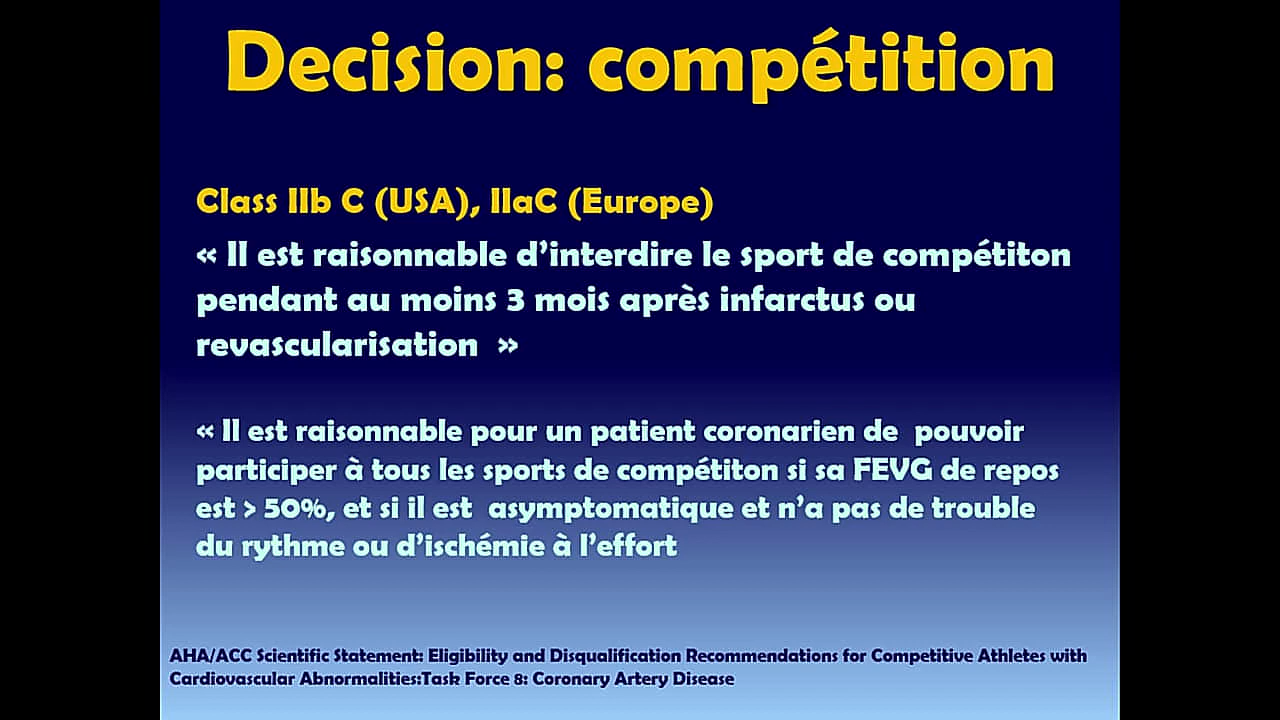 Decision: compétition
Class IIb C (USA), IIaC (Europe)
« Il est raisonnable d’interdire le sport de compétiton
pendant au moins 3 mois après infarctus ou
revascularisation »
« Il est raisonnable pour un patient coronarien de pouvoir
participer à tous les sports de compétiton si sa FEVG de repos
est > 50%, et si il est asymptomatique et n’a pas de trouble
du rythme ou d’ischémie à l’effort
AHA/ACC Scientific Statement: Eligibility and Disqualification Recommendations for Competitive Athletes with
Cardiovascular Abnormalities:Task Force 8: Coronary Artery Disease